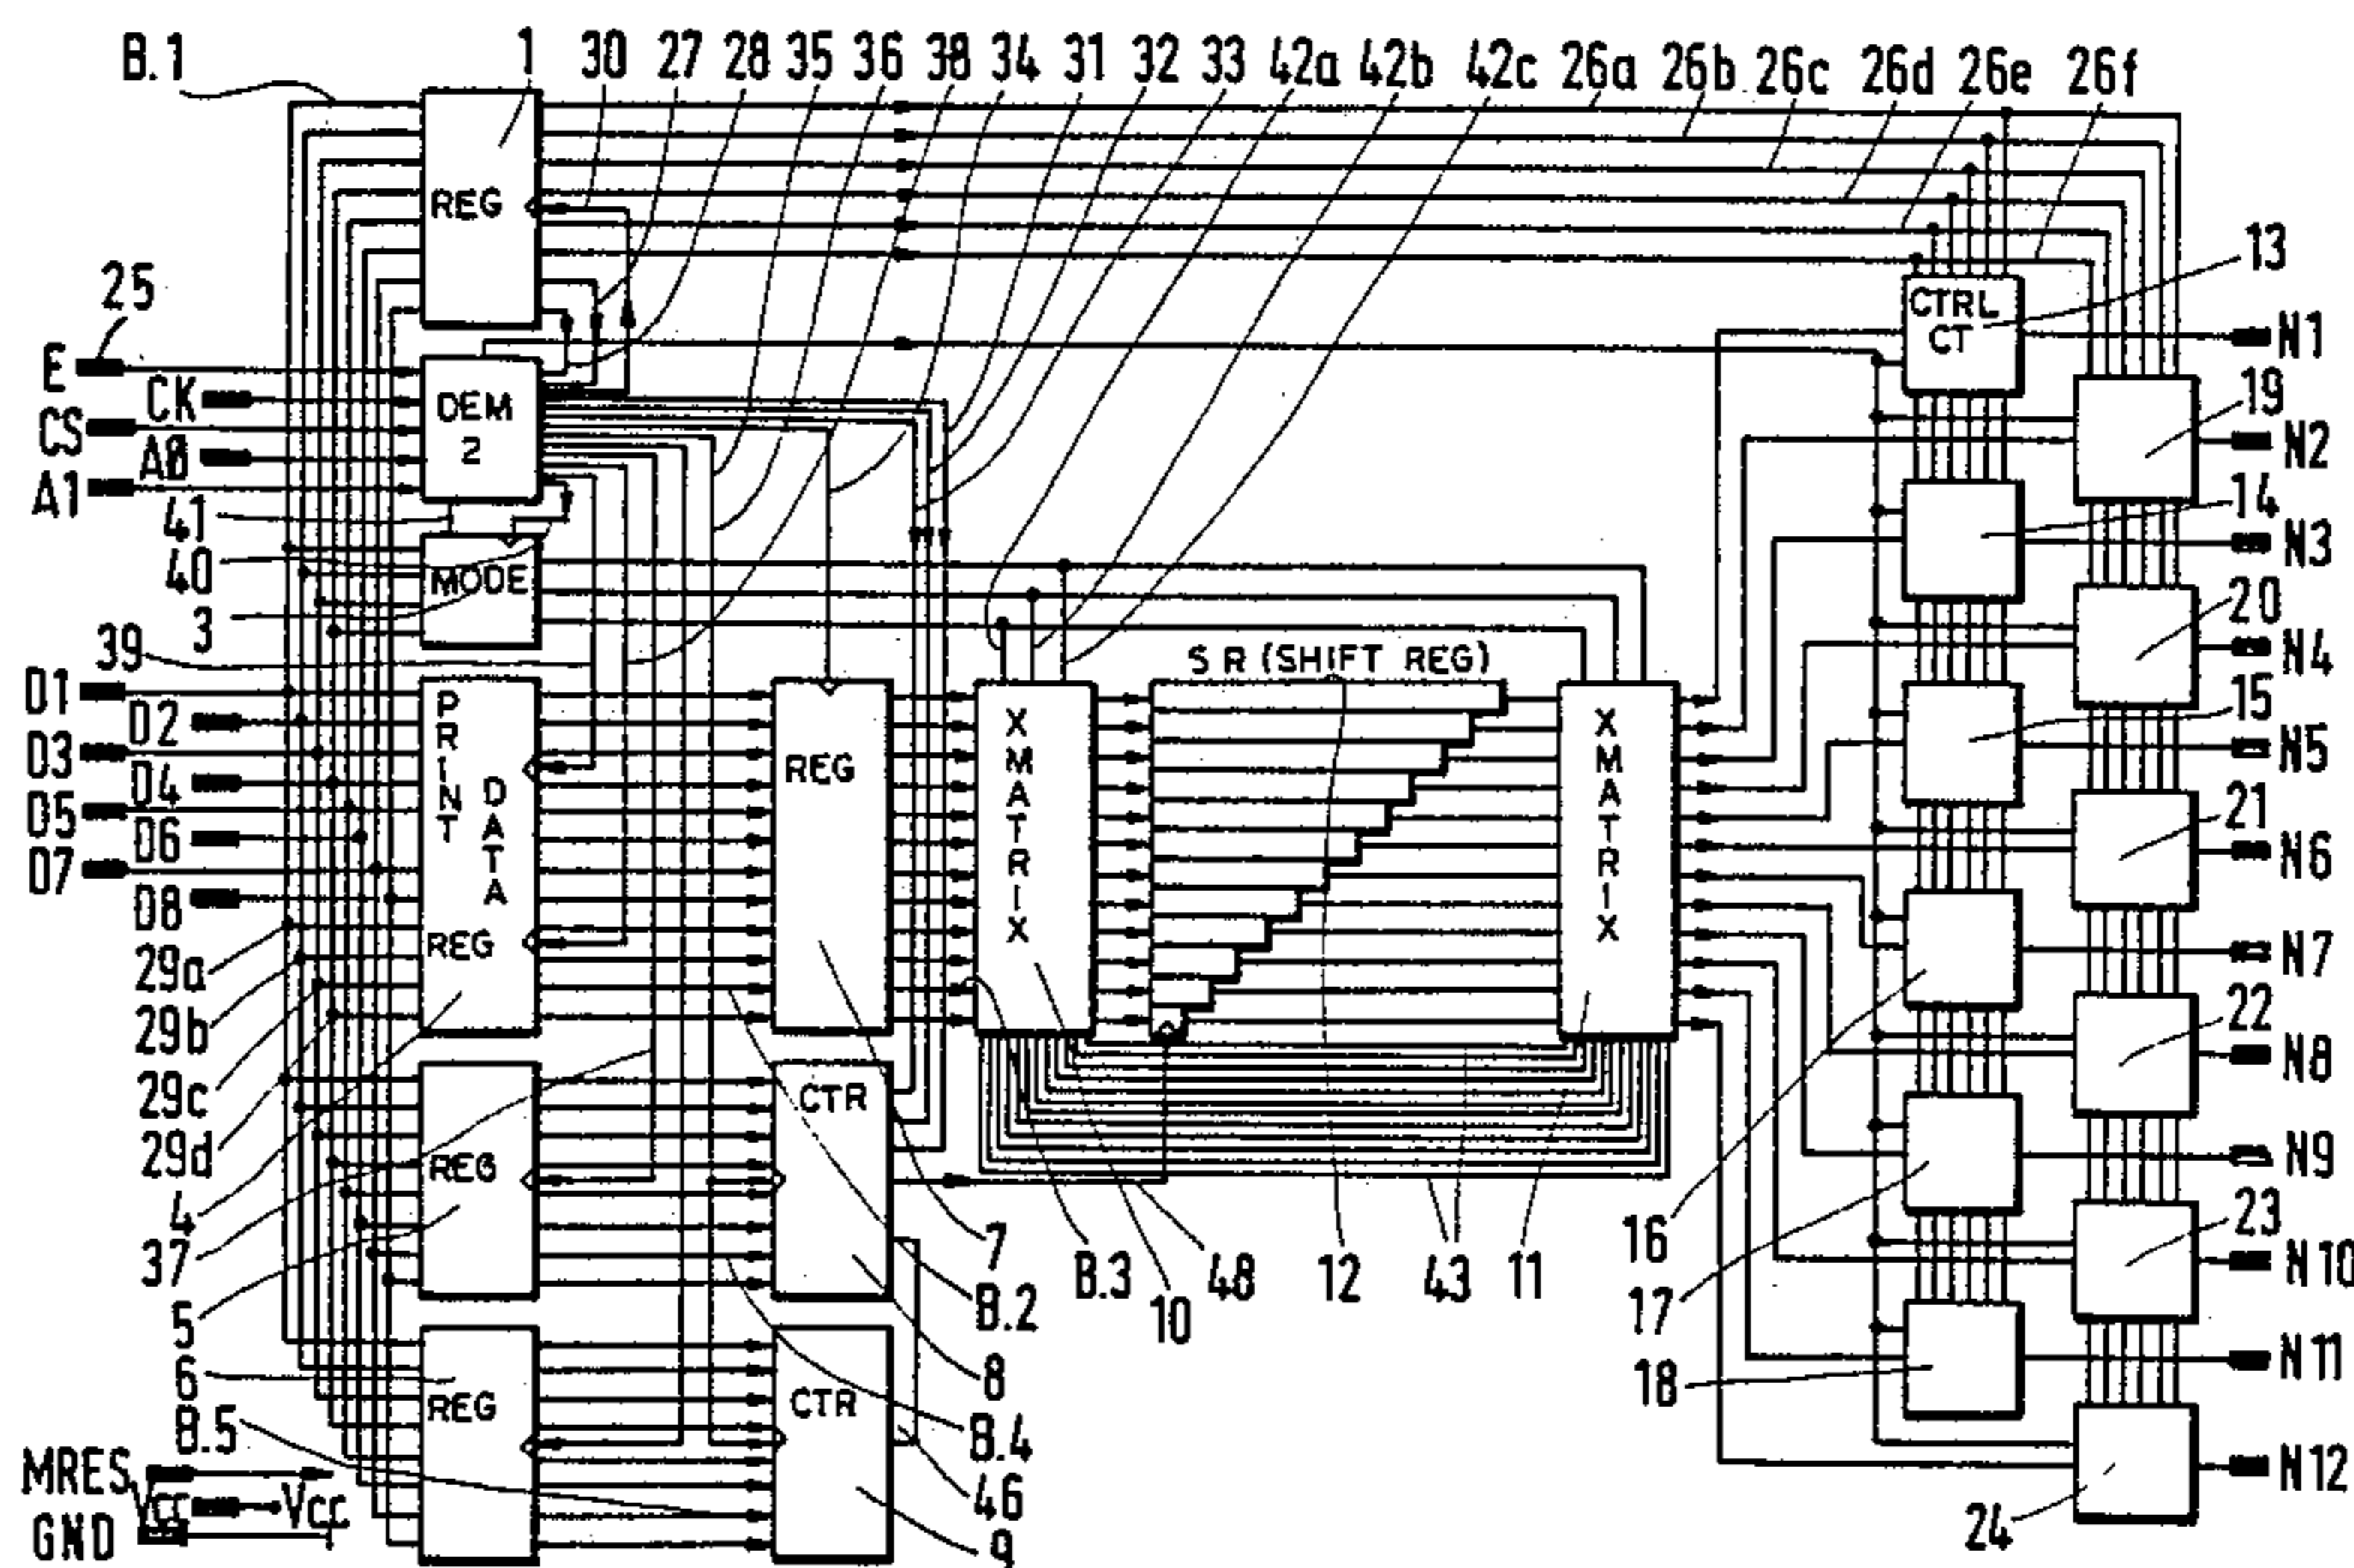 B.1 1 30 27 28 35 36 38 34 31 32 33 42a 42b 42c 26a 26b 26c 26d 26e 26f
REG
25
E
CK
CS
A0
A1
DEM
2
41
40
3
39
MODE
D1
D2
D3
D4
D5
D6
D7
D8
29a
29b
29c
29d
4
37
5
6
B.5
MRES
Vcc
Vcc
GND
PRINT
DATA
REG
REG
REG
REG
CTR
CTR
XMATRIX
SR (SHIFT REG)
XMATRIX
7
B.2
8
B.4
46
9
B.3
10
48
12
43
11
CTRL
CT
13
N1
19
N2
14
N3
20
N4
15
N5
21
N6
N7
22
N8
16
N9
17
23
N10
18
N11
24
N12